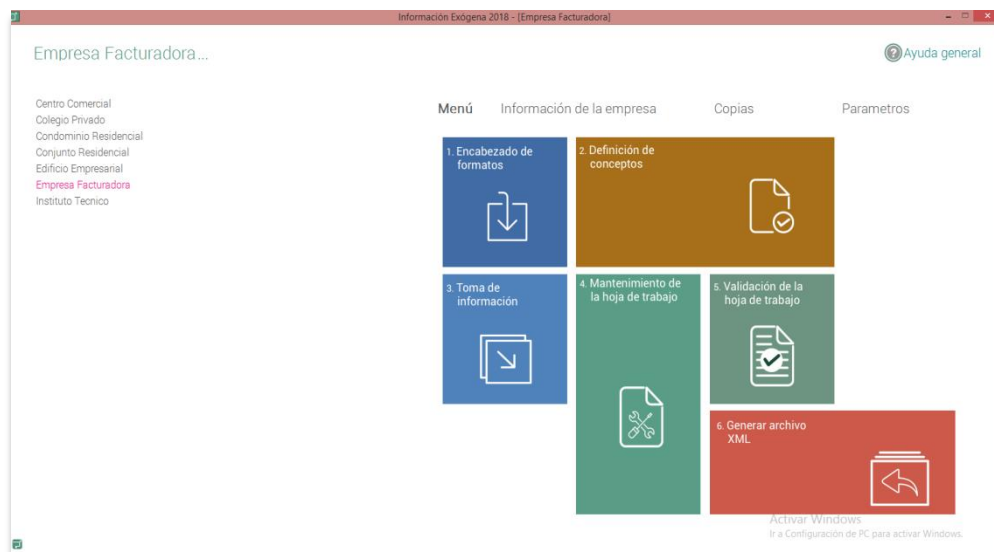 Información Exógena 2018 - [Empresa Facturadora]
Empresa Facturadora...
Ayuda general
Centro Comercial
Colegio Privado
Condominio Residencial
Conjunto Residencial
Edificio Empresarial
Empresa Facturadora
Instituto Tecnico
Menú Información de la empresa Copias Parametros
1. Encabezado de
formatos
2. Definición de
conceptos
3. Toma de
información
4. Mantenimiento de
la hoja de trabajo
5. Validación de la
hoja de trabajo
6. Generar archivo
XML
Activar Windows
Ir a Configuración de PC para activar Windows.